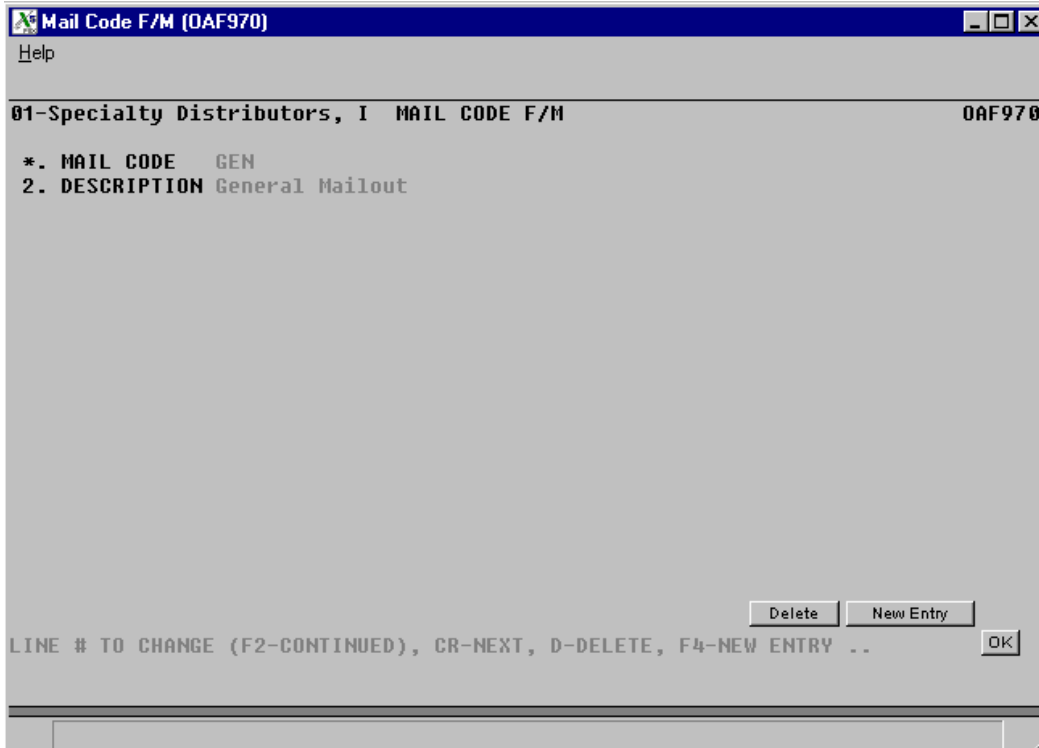 Mail Code F/M (OAF970)
Help
01-Specialty Distributors, I MAIL CODE F/M OAF970
*. MAIL CODE GEN
2. DESCRIPTION General Mailout
Delete New Entry
LINE # TO CHANGE (F2-CONTINUED), CR-NEXT, D-DELETE, F4-NEW ENTRY .. OK